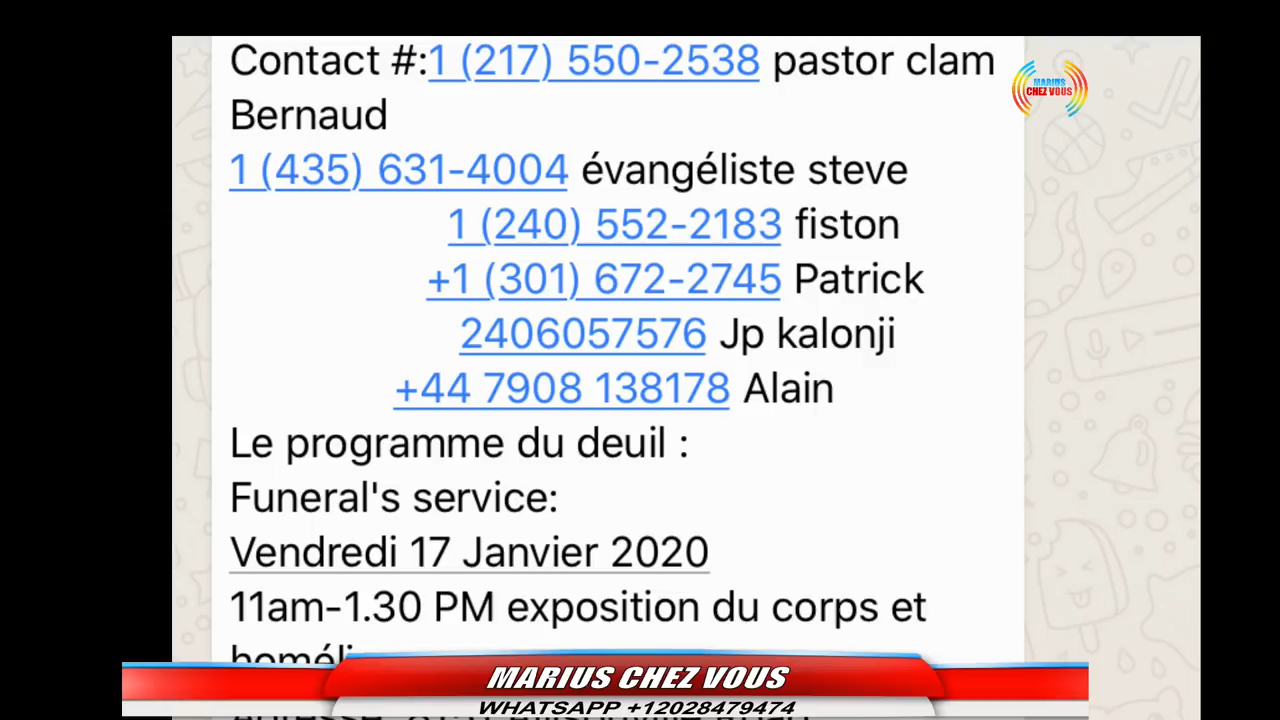 Contact #:1 (217) 550-2538 pastor clam
Bernaud
1 (435) 631-4004 évangéliste steve
1 (240) 552-2183 fiston
+1 (301) 672-2745 Patrick
2406057576 Jp kalonji
+44 7908 138178 Alain
Le programme du deuil :
Funeral's service:
Vendredi 17 Janvier 2020
11am-1.30 PM exposition du corps et
MARIUS
CHEZ VOUS
MARIUS CHEZ VOUS
WHATSAPP +12028479474